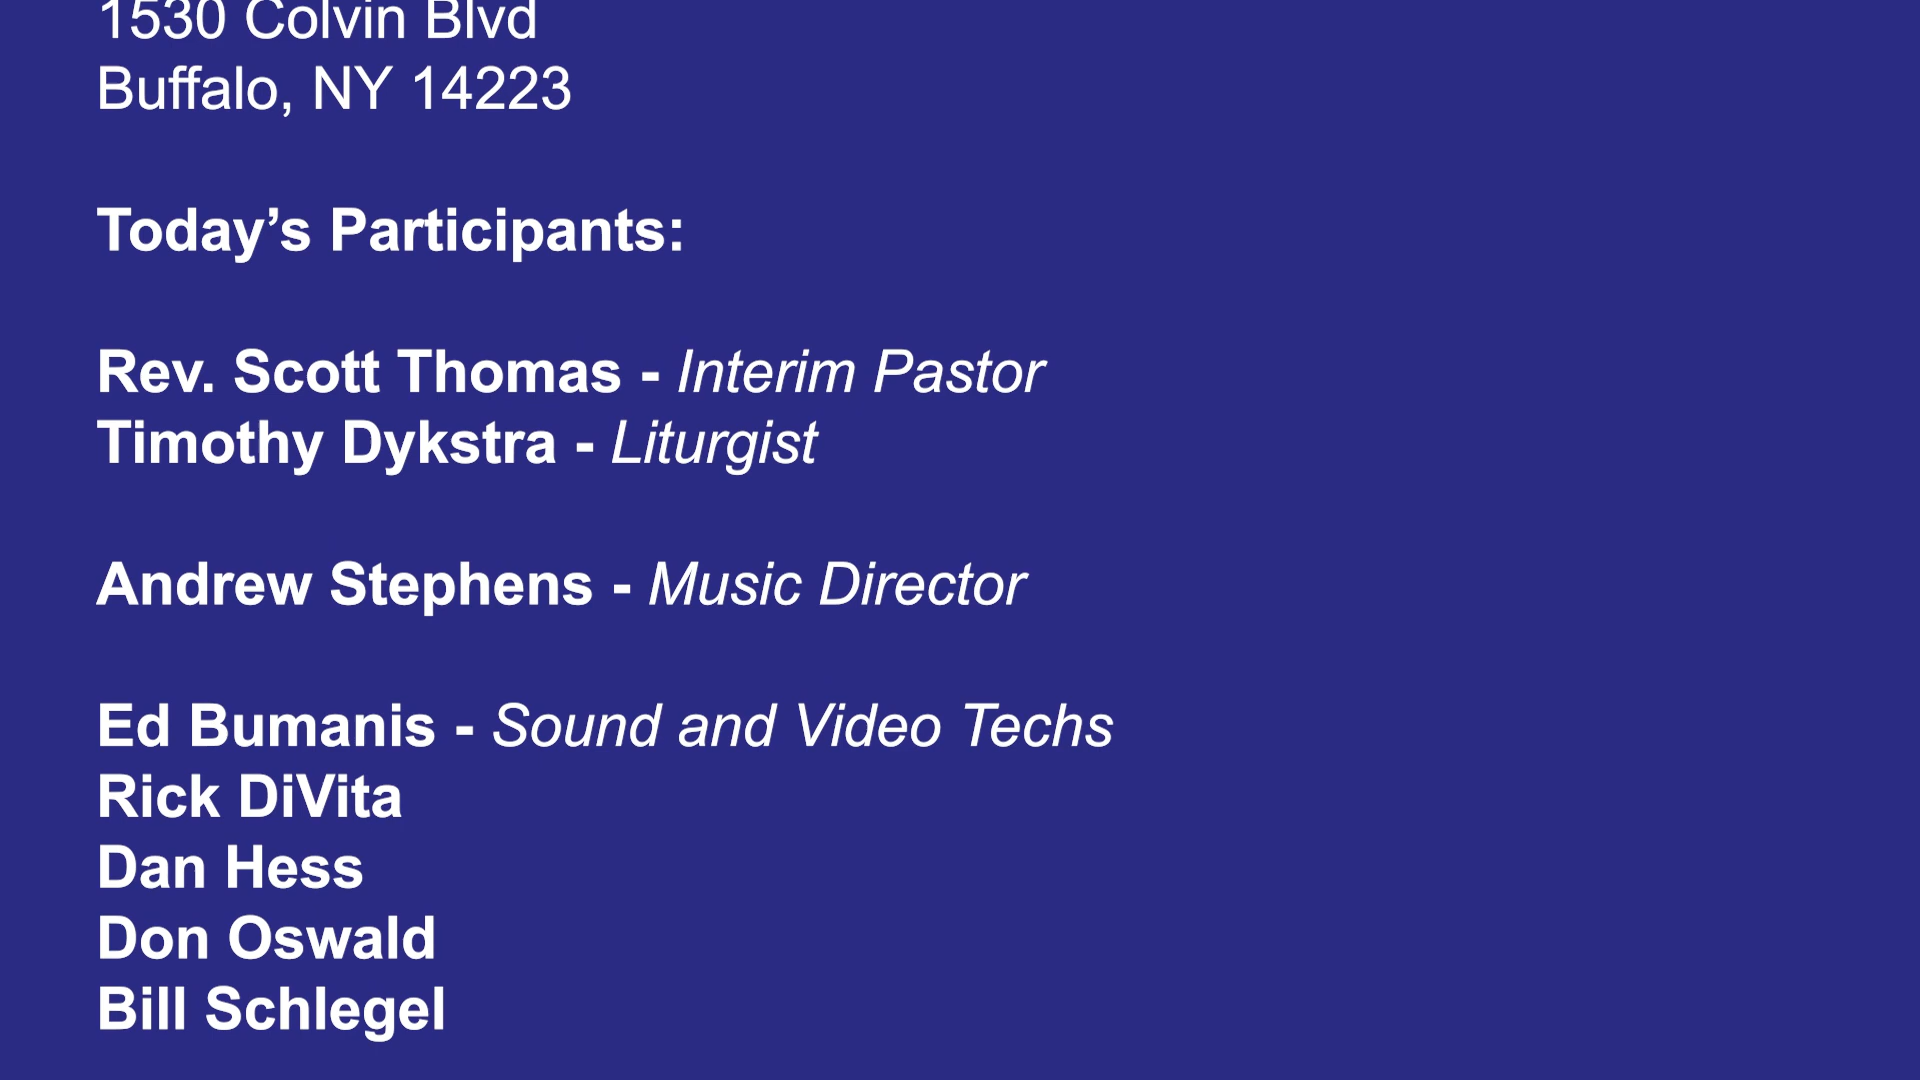 1530 Colvin Blvd
Buffalo, NY 14223
Today’s Participants:
Rev. Scott Thomas - Interim Pastor
Timothy Dykstra - Liturgist
Andrew Stephens - Music Director
Ed Bumanis - Sound and Video Techs
Rick DiVita
Dan Hess
Don Oswald
Bill Schlegel